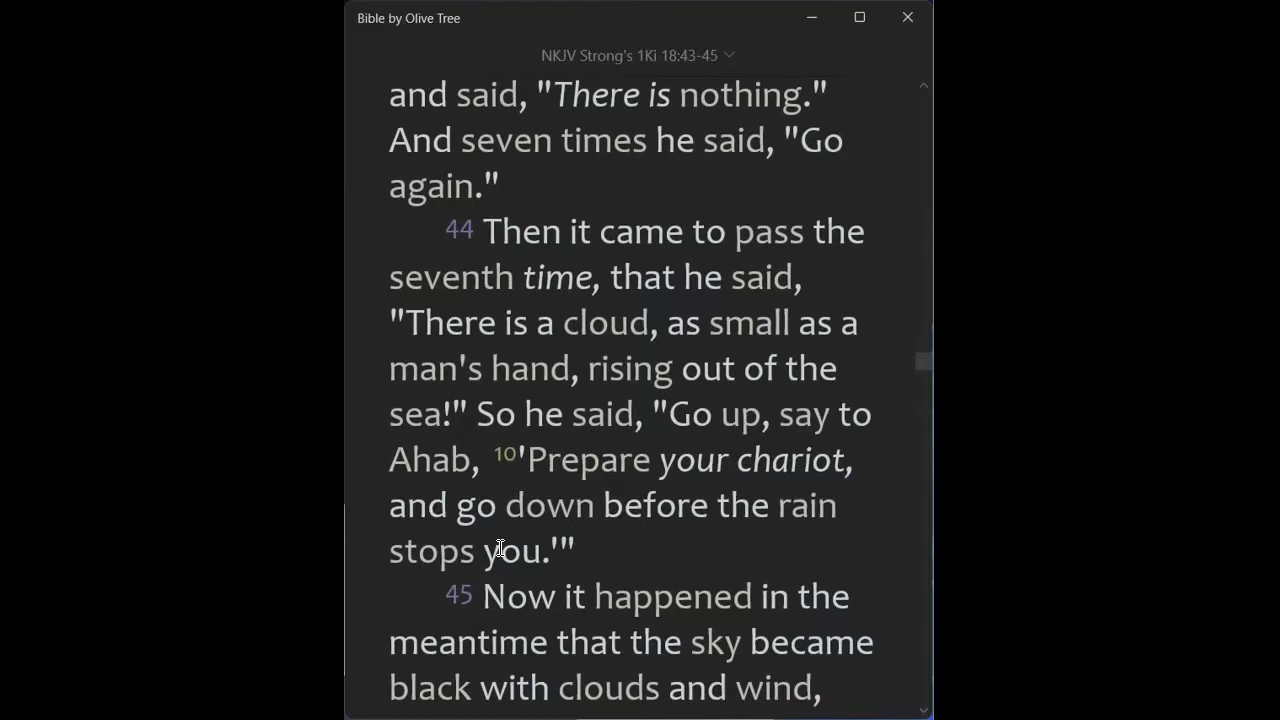 Bible by Olive Tree
NKJV Strong's 1Ki 18:43-45
and said, "There is nothing."
And seven times he said, "Go
again."
44 Then it came to pass the
seventh time, that he said,
"There is a cloud, as small as a
man's hand, rising out of the
sea!" So he said, "Go up, say to
Ahab, 10'Prepare your chariot,
and go down before the rain
stops you.'"
45 Now it happened in the
meantime that the sky became
black with clouds and wind,